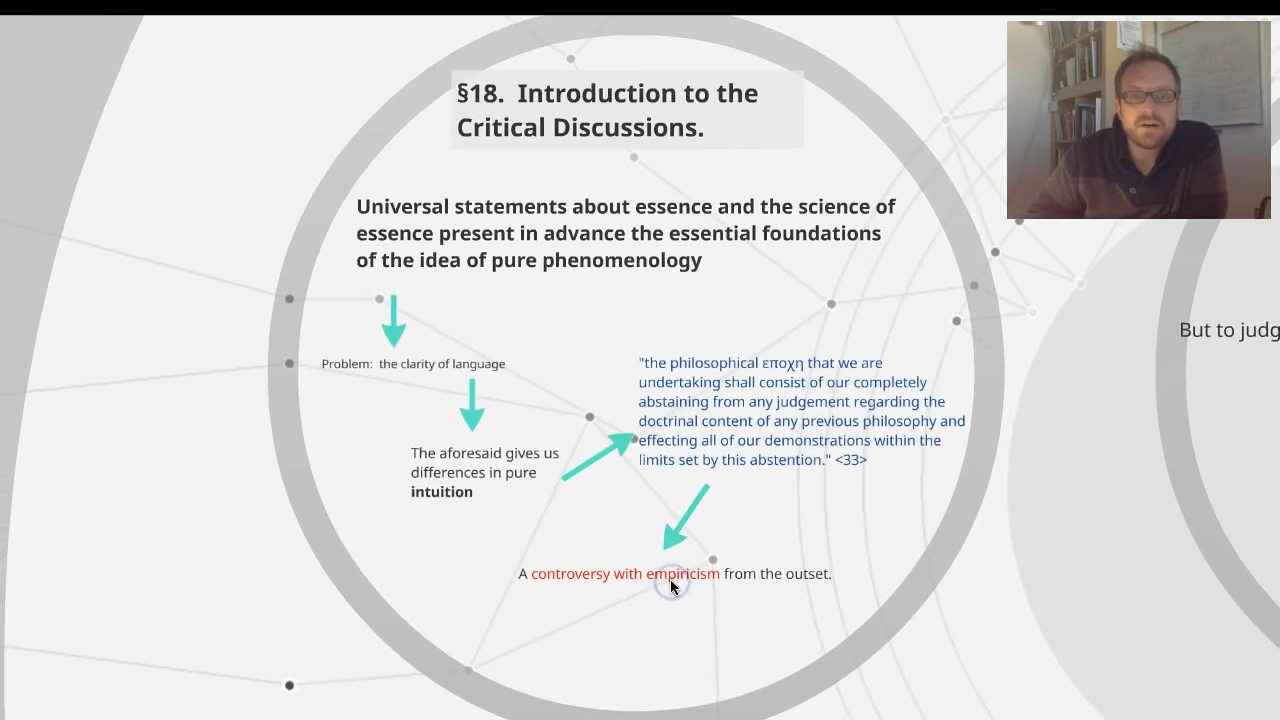 §18.  Introduction to the
Critical Discussions.
Universal statements about essence and the science of
essence present in advance the essential foundations
of the idea of pure phenomenology
Problem:  the clarity of language
The aforesaid gives us
differences in pure
intuition
"the philosophical εποχη that we are
undertaking shall consist of our completely
abstaining from any judgement regarding the
doctrinal content of any previous philosophy and
effecting all of our demonstrations within the
limits set by this abstention." <33>
A controversy with empiricism from the outset.
But to judg